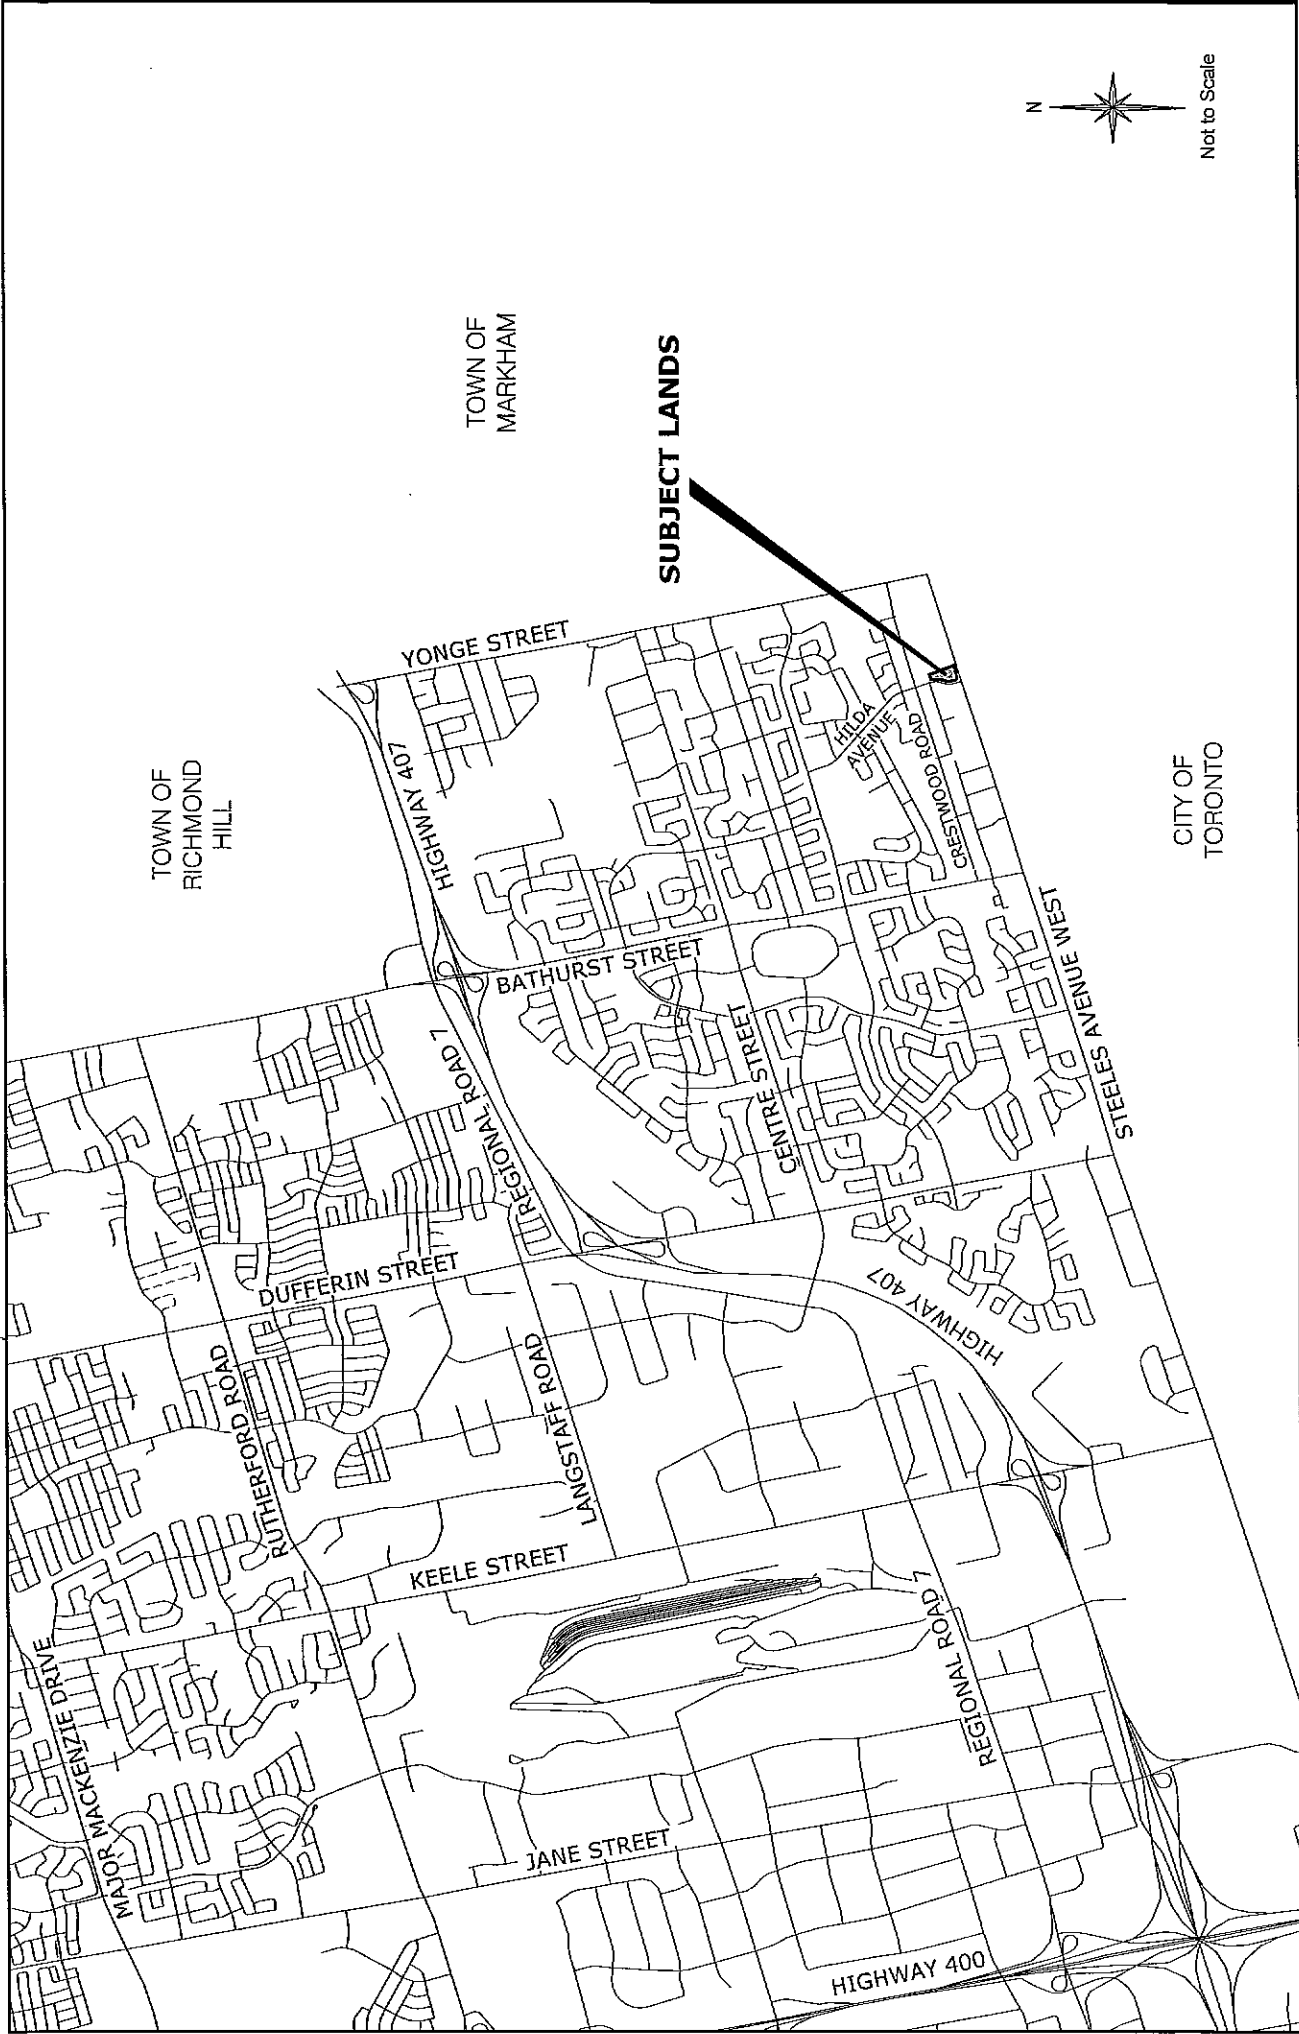 TOWN OF
RICHMOND
HILL
TOWN OF
MARKHAM
SUBJECT LANDS
CITY OF
TORONTO
N
Not to Scale
MAJOR MACKENZIE DRIVE
RUTHERFORD ROAD
LANGSTAFF ROAD
REGIONAL ROAD 7
HIGHWAY 407
YONGE STREET
BATHURST STREET
DUFFERIN STREET
KEELE STREET
JANE STREET
HIGHWAY 400
CENTRE STREET
HIGHWAY 407
REGIONAL ROAD 7
HILDA
AVENUE
CRESTWOOD ROAD
STEELES AVENUE WEST